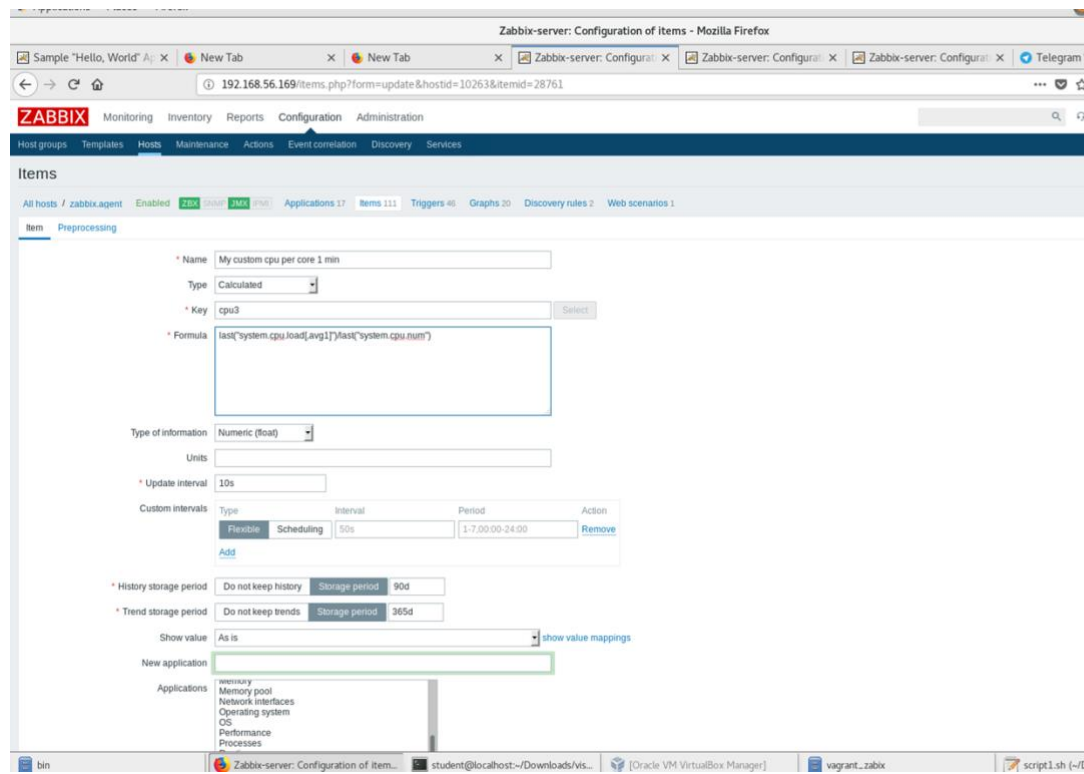 Zabbix-server: Configuration of items - Mozilla Firefox
Sample "Hello, World" Ap × New Tab × New Tab × Zabbix-server: Configurat × Zabbix-server: Configurat × Zabbix-server: Configurat × Telegram
192.168.56.169/items.php?form=update&hostid=10263&itemid=28761
ZABBIX Monitoring Inventory Reports Configuration Administration
Host groups Templates Hosts Maintenance Actions Event correlation Discovery Services
Items
All hosts / zabbix.agent Enabled ZBX SNMP JMX IPMI Applications 17 Items 111 Triggers 46 Graphs 20 Discovery rules 2 Web scenarios 1
Item Preprocessing
* Name My custom cpu per core 1 min
Type Calculated
* Key cpu3 Select
* Formula last("system.cpu.load[,avg1]")/last("system.cpu.num")
Type of information Numeric (float)
Units
* Update interval 10s
Custom intervals Type Interval Period Action
Flexible Scheduling 50s 1-7,00:00-24:00 Remove
Add
* History storage period Do not keep history Storage period 90d
* Trend storage period Do not keep trends Storage period 365d
Show value As is show value mappings
New application
Applications Memory
Memory pool
Network interfaces
Operating system
OS
Performance
Processes
bin Zabbix-server: Configuration of item... student@localhost:~/Downloads/vis... [Oracle VM VirtualBox Manager] vagrant_zabix script1.sh (~/